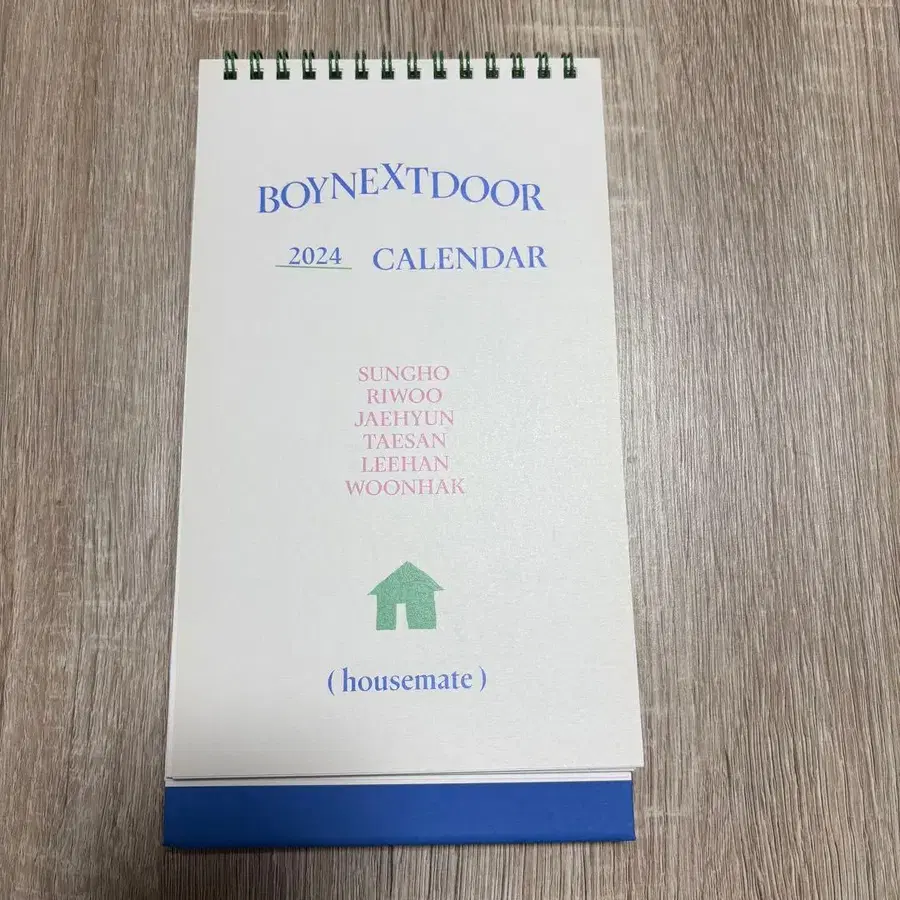 BOYNEXTDOOR
2024 CALENDAR
SUNGHO
RIWOO
JAEHYUN
TAESAN
LEEHAN
WOONHAK
( housemate )